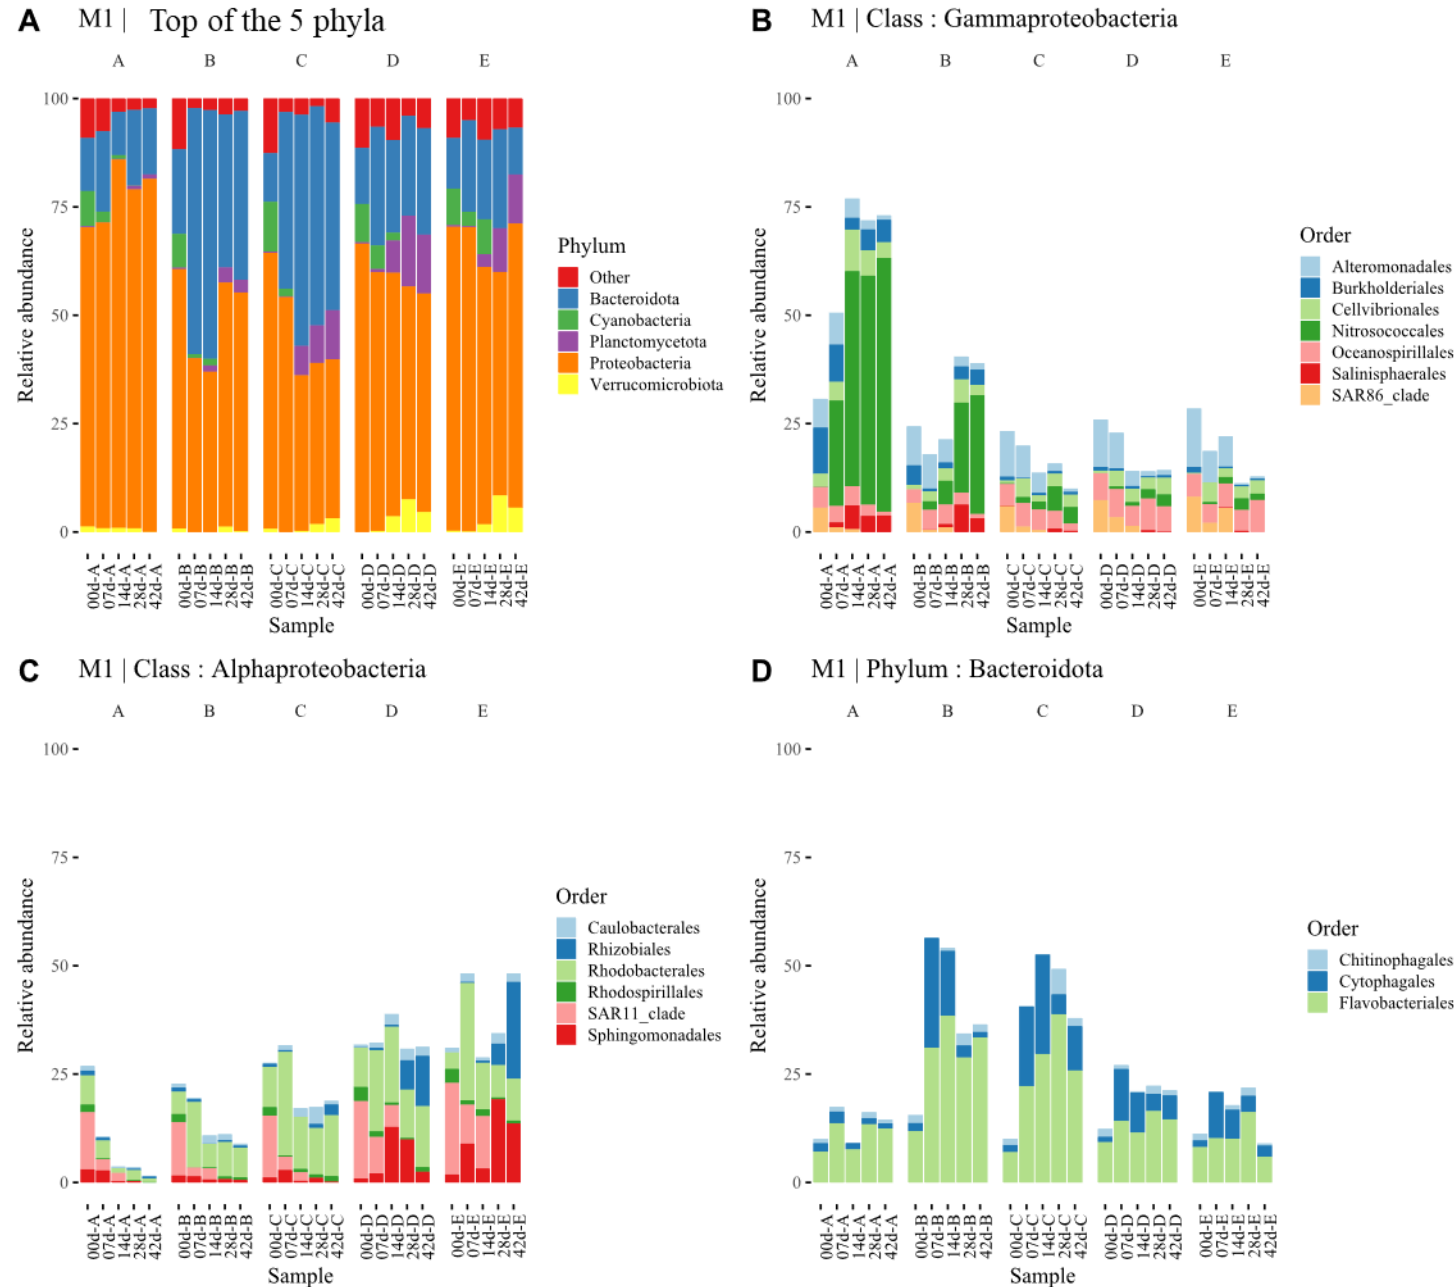 A M1 | Top of the 5 phyla
A B C D E
100
75
50
25
0
Relative abundance
00d-A 07d-A 14d-A 28d-A 42d-A 00d-B 07d-B 14d-B 28d-B 42d-B 00d-C 07d-C 14d-C 28d-C 42d-C 00d-D 07d-D 14d-D 28d-D 42d-D 00d-E 07d-E 14d-E 28d-E 42d-E
Sample
Phylum
Other
Bacteroidota
Cyanobacteria
Planctomycetota
Proteobacteria
Verrucomicrobiota
B M1 | Class : Gammaproteobacteria
A B C D E
100
75
50
25
0
Relative abundance
00d-A 07d-A 14d-A 28d-A 42d-A 00d-B 07d-B 14d-B 28d-B 42d-B 00d-C 07d-C 14d-C 28d-C 42d-C 00d-D 07d-D 14d-D 28d-D 42d-D 00d-E 07d-E 14d-E 28d-E 42d-E
Sample
Order
Alteromonadales
Burkholderiales
Cellvibrionales
Nitrosococcales
Oceanospirillales
Salinisphaerales
SAR86_clade
C M1 | Class : Alphaproteobacteria
A B C D E
100
75
50
25
0
Relative abundance
00d-A 07d-A 14d-A 28d-A 42d-A 00d-B 07d-B 14d-B 28d-B 42d-B 00d-C 07d-C 14d-C 28d-C 42d-C 00d-D 07d-D 14d-D 28d-D 42d-D 00d-E 07d-E 14d-E 28d-E 42d-E
Sample
Order
Caulobacterales
Rhizobiales
Rhodobacterales
Rhodospirillales
SAR11_clade
Sphingomonadales
D M1 | Phylum : Bacteroidota
A B C D E
100
75
50
25
0
Relative abundance
00d-A 07d-A 14d-A 28d-A 42d-A 00d-B 07d-B 14d-B 28d-B 42d-B 00d-C 07d-C 14d-C 28d-C 42d-C 00d-D 07d-D 14d-D 28d-D 42d-D 00d-E 07d-E 14d-E 28d-E 42d-E
Sample
Order
Chitinophagales
Cytophagales
Flavobacteriales